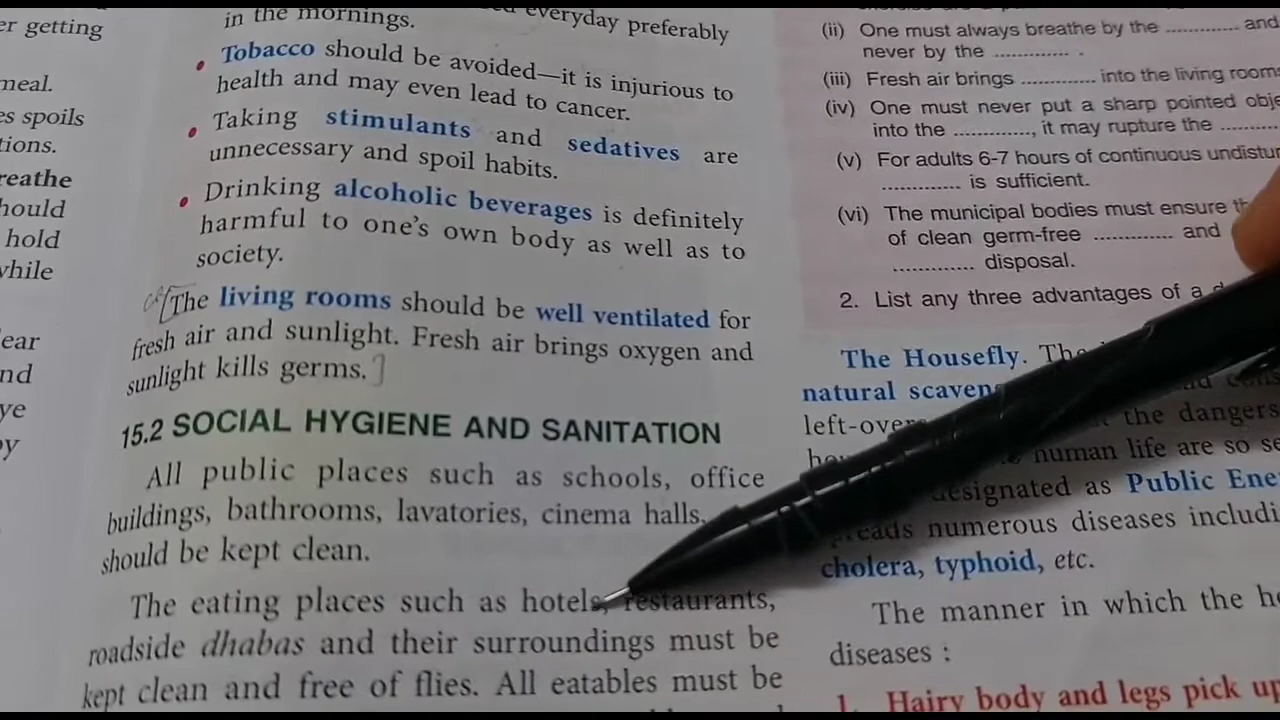 er getting
meal.
es spoils
tions.
reathe
hould
hold
while
ear
nd
ye
by
in the mornings.
everyday preferably
• Tobacco should be avoided—it is injurious to
health and may even lead to cancer.
• Taking stimulants and sedatives are
unnecessary and spoil habits.
• Drinking alcoholic beverages is definitely
harmful to one's own body as well as to
society.
The living rooms should be well ventilated for
fresh air and sunlight. Fresh air brings oxygen and
sunlight kills germs.]
15.2 SOCIAL HYGIENE AND SANITATION
All public places such as schools, office
buildings, bathrooms, lavatories, cinema halls,
should be kept clean.
The eating places such as hotels, restaurants,
roadside dhabas and their surroundings must be
kept clean and free of flies. All eatables must be
(ii) One must always breathe by the ............. and
never by the ............. .
(iii) Fresh air brings ............. into the living rooms
(iv) One must never put a sharp pointed obje
into the ............., it may rupture the ..........
(v) For adults 6-7 hours of continuous undistur
............. is sufficient.
(vi) The municipal bodies must ensure th
of clean germ-free ............. and
............. disposal.
2. List any three advantages of a
The Housefly. The
natural scaven
left-over the dangers
human life are so se
designated as Public Ene
spreads numerous diseases includi
cholera, typhoid, etc.
The manner in which the ho
diseases :
1. Hairy body and legs pick up